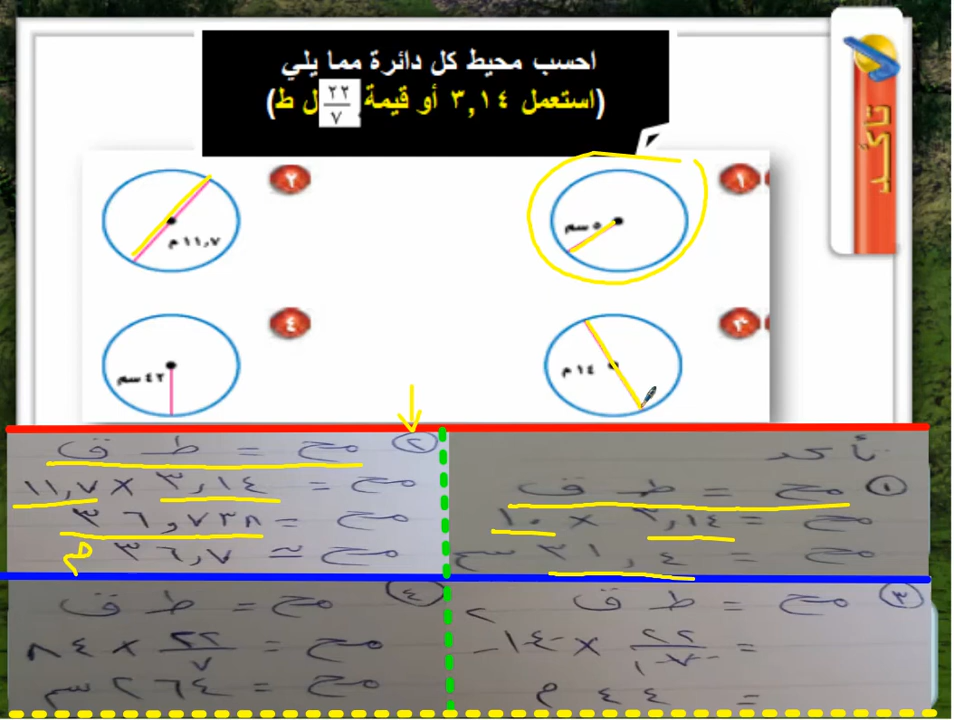 احسب محيط كل دائرة مما يلي
(استعمل ٣,١٤ أو قيمة ٢٢/٧ ل ط)
تأكد
١
٥ سم
٢
١١,٧ م
٣
١٤ م
٤
٤٢ سم
تأكد
١ مح = ط ق
مح = ٣,١٤ × ١٠
مح = ٣١,٤ سم
٢ مح = ط ق
مح = ٣,١٤ × ١١,٧
مح = ٣٦,٧٣٨
مح ≈ ٣٦,٧ م
٣ مح = ط ق
= ٢٢/٧ × ١٤
= ٤٤ م
٤ مح = ط ق
مح = ٢٢/٧ × ٨٤
مح = ٢٦٤ سم